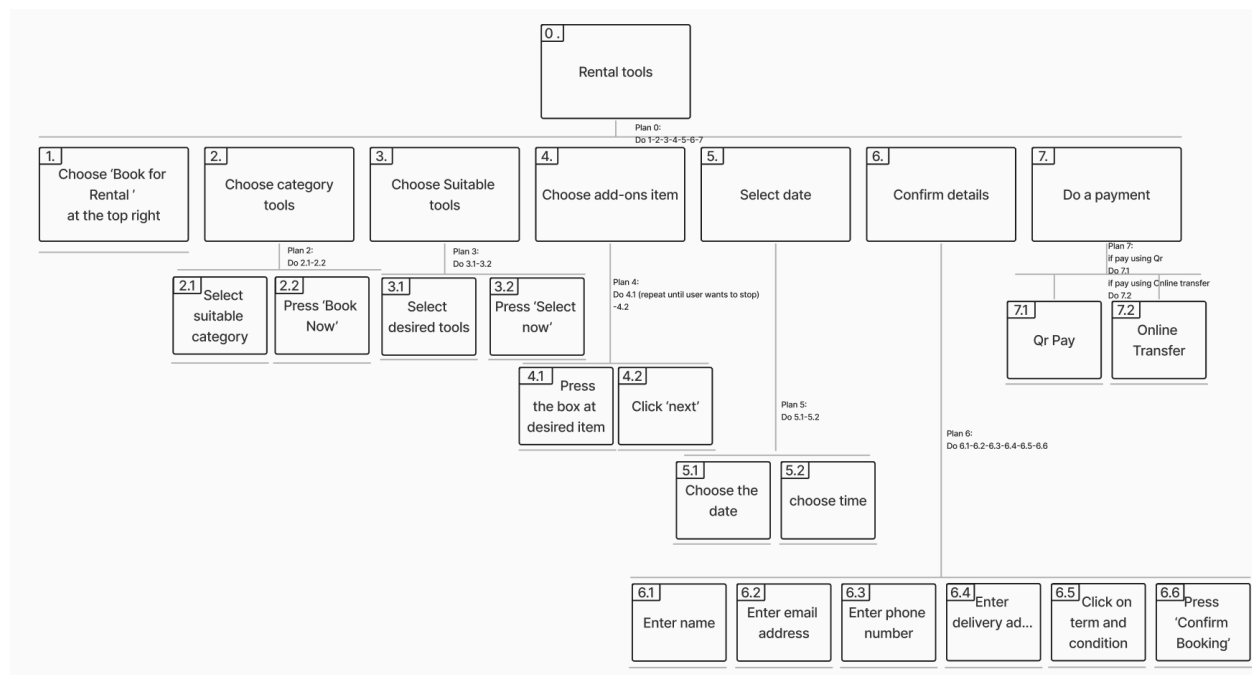 0 .
Rental tools
Plan 0:
Do 1-2-3-4-5-6-7
1.
Choose ‘Book for
Rental ’
at the top right
2.
Choose category
tools
3.
Choose Suitable
tools
4.
Choose add-ons item
5.
Select date
6.
Confirm details
7.
Do a payment
Plan 2:
Do 2.1-2.2
2.1
Select
suitable
category
2.2
Press ‘Book
Now’
Plan 3:
Do 3.1-3.2
3.1
Select
desired tools
3.2
Press ‘Select
now’
Plan 4:
Do 4.1 (repeat until user wants to stop)
-4.2
4.1
Press
the box at
desired item
4.2
Click ‘next’
Plan 5:
Do 5.1-5.2
5.1
Choose the
date
5.2
choose time
Plan 6:
Do 6.1-6.2-6.3-6.4-6.5-6.6
6.1
Enter name
6.2
Enter email
address
6.3
Enter phone
number
6.4
Enter
delivery ad...
6.5
Click on
term and
condition
6.6
Press
‘Confirm
Booking’
Plan 7:
if pay using Qr
Do 7.1
if pay using Online transfer
Do 7.2
7.1
Qr Pay
7.2
Online
Transfer